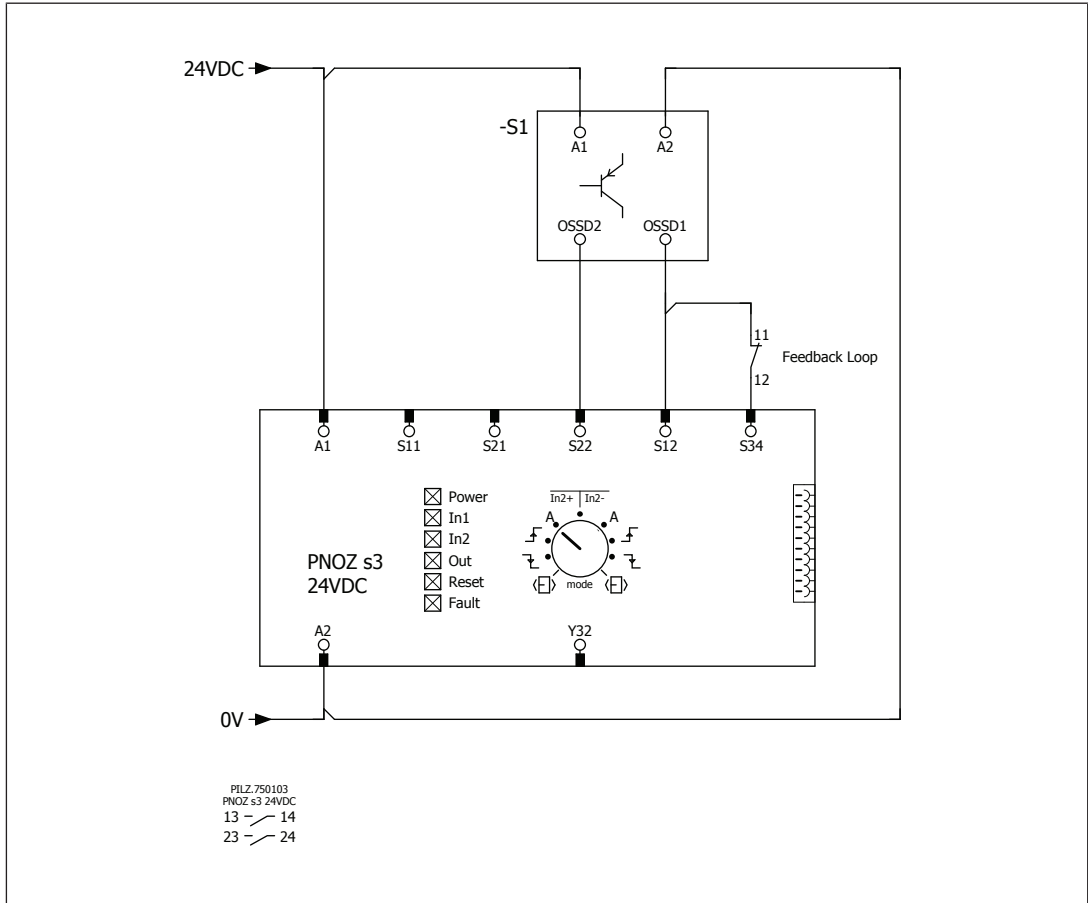 24VDC
-S1
A1 A2
OSSD2 OSSD1
11
Feedback Loop
12
A1 S11 S21 S22 S12 S34
Power
In1
In2
Out
Reset
Fault
In2+ In2-
A A
mode
PNOZ s3
24VDC
A2 Y32
0V
PILZ.750103
PNOZ s3 24VDC
13 14
23 24